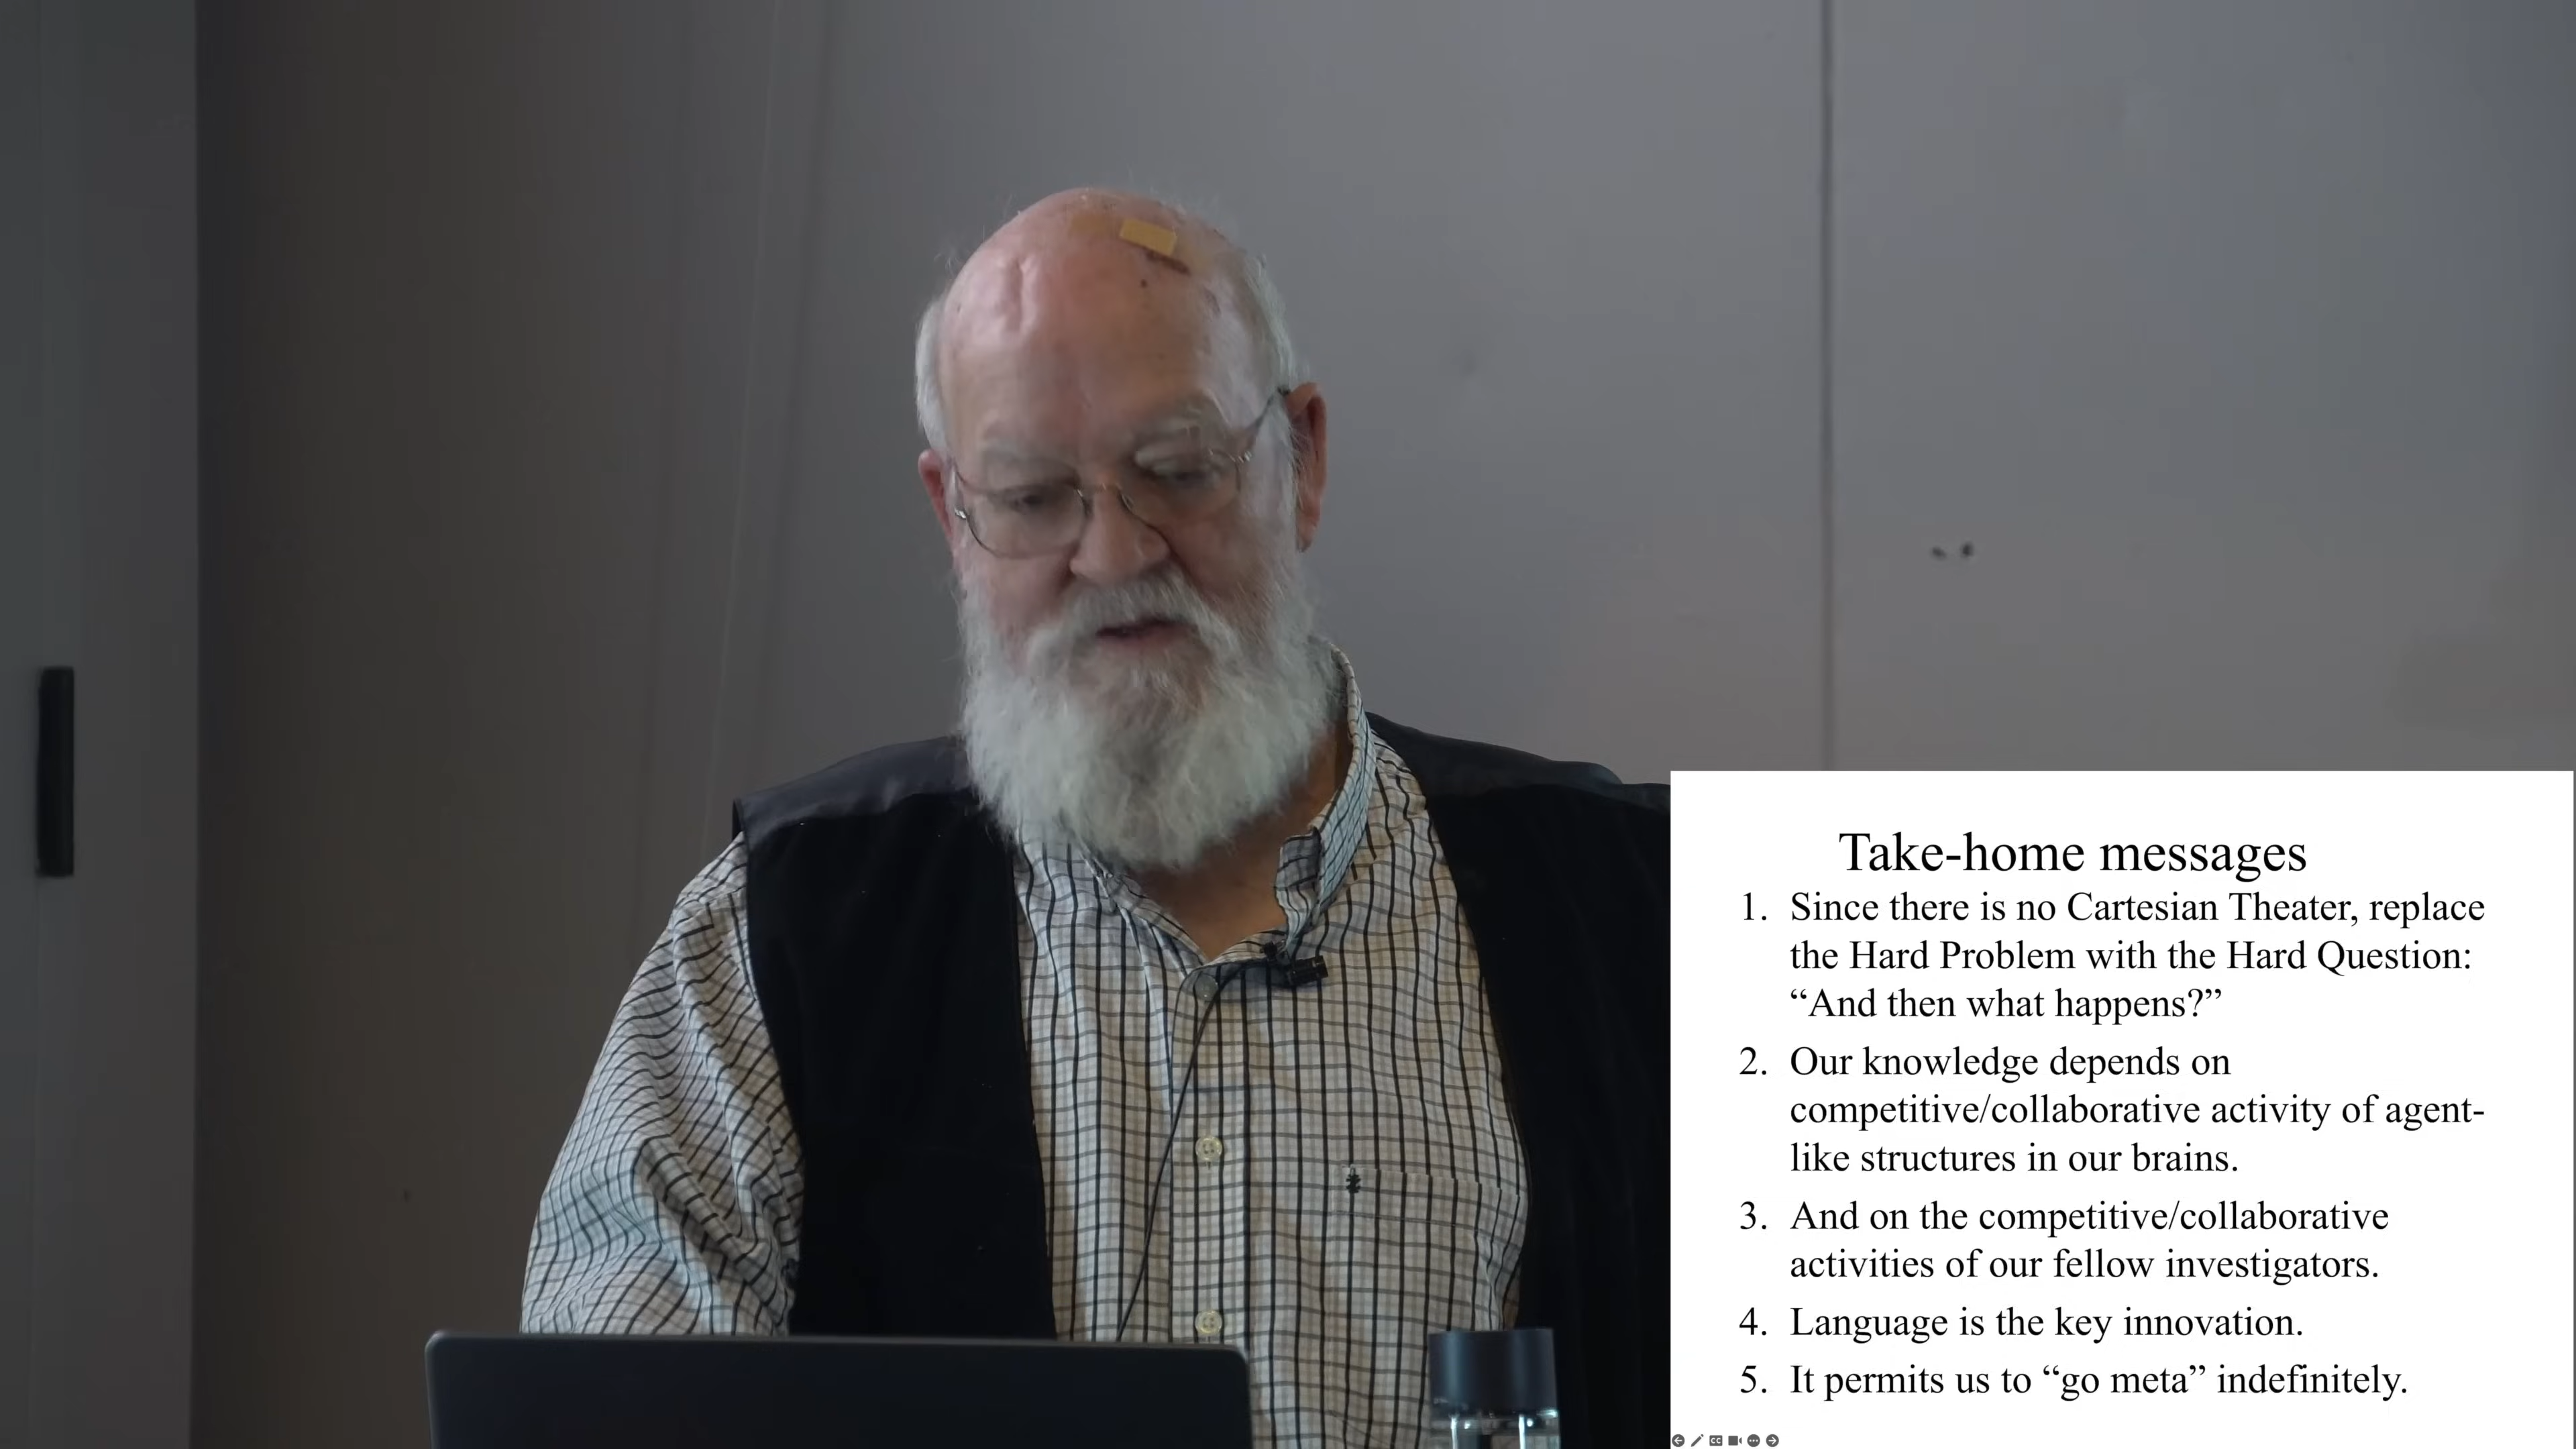 Take-home messages
1. Since there is no Cartesian Theater, replace
the Hard Problem with the Hard Question:
“And then what happens?”
2. Our knowledge depends on
competitive/collaborative activity of agent-
like structures in our brains.
3. And on the competitive/collaborative
activities of our fellow investigators.
4. Language is the key innovation.
5. It permits us to “go meta” indefinitely.
CC